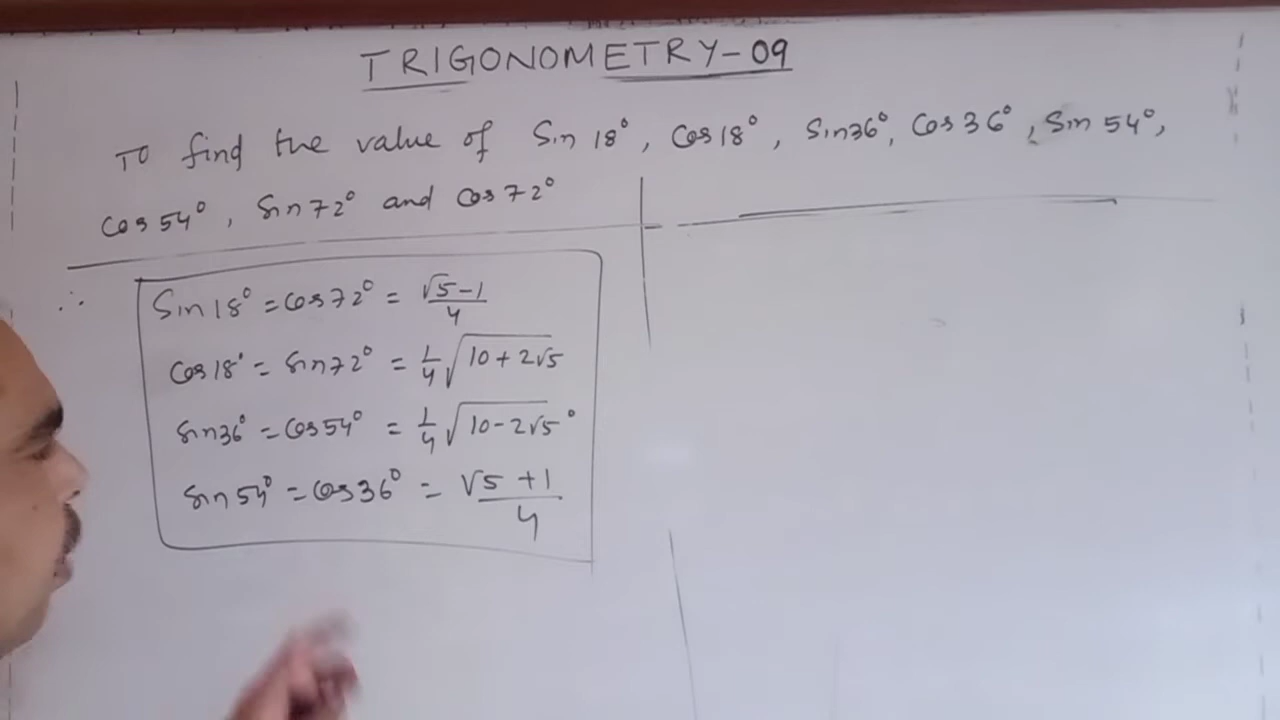 TRIGONOMETRY-09
To find the value of Sin 18°, Cos 18°, Sin 36°, Cos 36°, Sin 54°,
Cos 54°, Sin 72° and Cos 72°
∴ Sin 18° = Cos 72° = (√5-1)/4
Cos 18° = Sin 72° = 1/4 √(10+2√5)
Sin 36° = Cos 54° = 1/4 √(10-2√5)°
Sin 54° = Cos 36° = (√5+1)/4